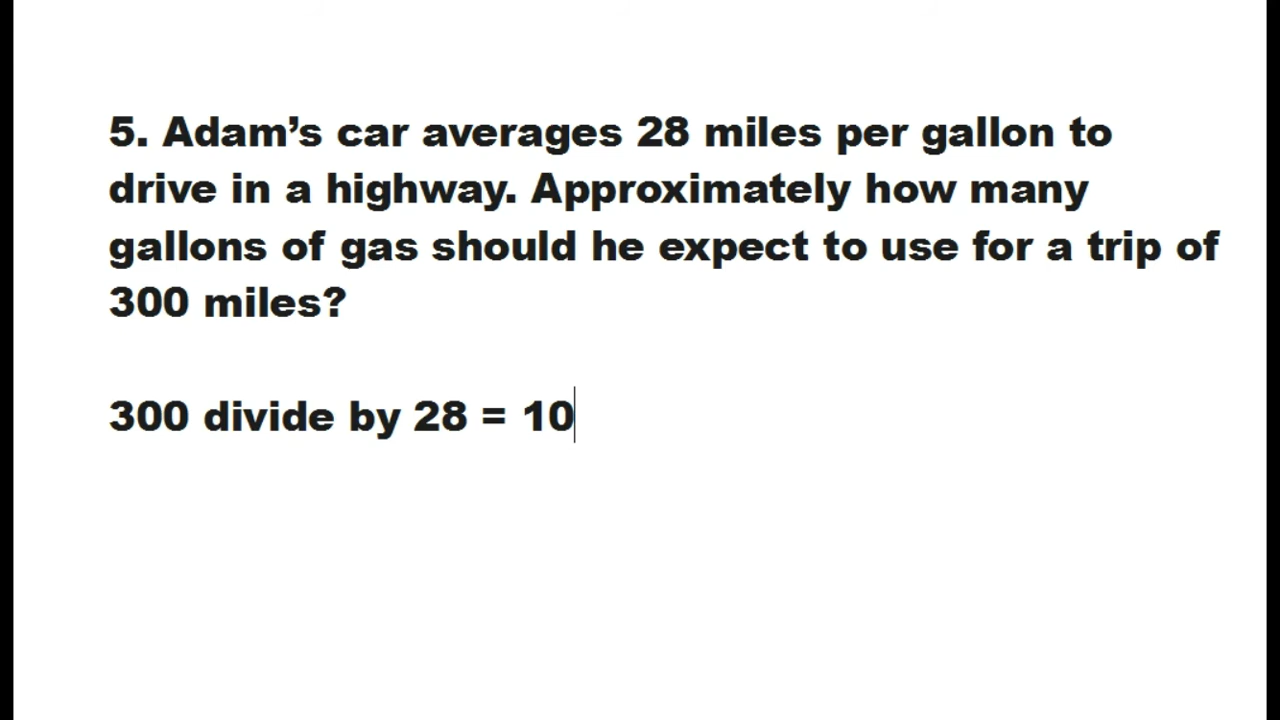 5. Adam’s car averages 28 miles per gallon to
drive in a highway. Approximately how many
gallons of gas should he expect to use for a trip of
300 miles?
300 divide by 28 = 10